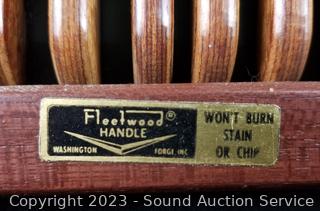 Fleetwood®
HANDLE
WASHINGTON FORGE, INC.
WON'T BURN
STAIN
OR CHIP
Copyright 2023 - Sound Auction Service